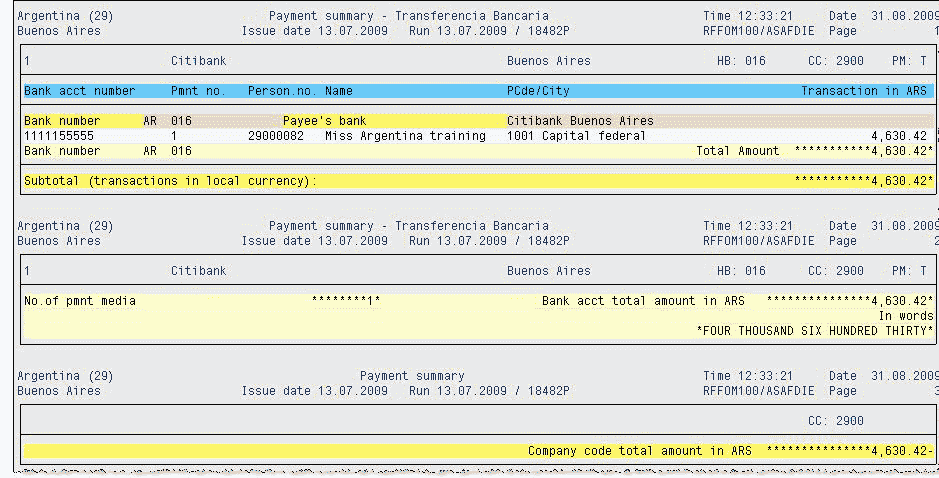 Argentina (29) Payment summary - Transferencia Bancaria Time 12:33:21 Date 31.08.2009
Buenos Aires Issue date 13.07.2009 Run 13.07.2009 / 18482P RFFOM100/ASAFDIE Page 1
1 Citibank Buenos Aires HB: 016 CC: 2900 PM: T
Bank acct number Pmnt no. Person.no. Name PCde/City Transaction in ARS
Bank number AR 016 Payee's bank Citibank Buenos Aires
1111155555 1 29000082 Miss Argentina training 1001 Capital federal 4,630.42
Bank number AR 016 Total Amount ***********4,630.42*
Subtotal (transactions in local currency): ***********4,630.42*
Argentina (29) Payment summary - Transferencia Bancaria Time 12:33:21 Date 31.08.2009
Buenos Aires Issue date 13.07.2009 Run 13.07.2009 / 18482P RFFOM100/ASAFDIE Page 2
1 Citibank Buenos Aires HB: 016 CC: 2900 PM: T
No.of pmnt media ********1* Bank acct total amount in ARS ***************4,630.42*
In words
*FOUR THOUSAND SIX HUNDRED THIRTY*
Argentina (29) Payment summary Time 12:33:21 Date 31.08.2009
Buenos Aires Issue date 13.07.2009 Run 13.07.2009 / 18482P RFFOM100/ASAFDIE Page 3
CC: 2900
Company code total amount in ARS ***************4,630.42-